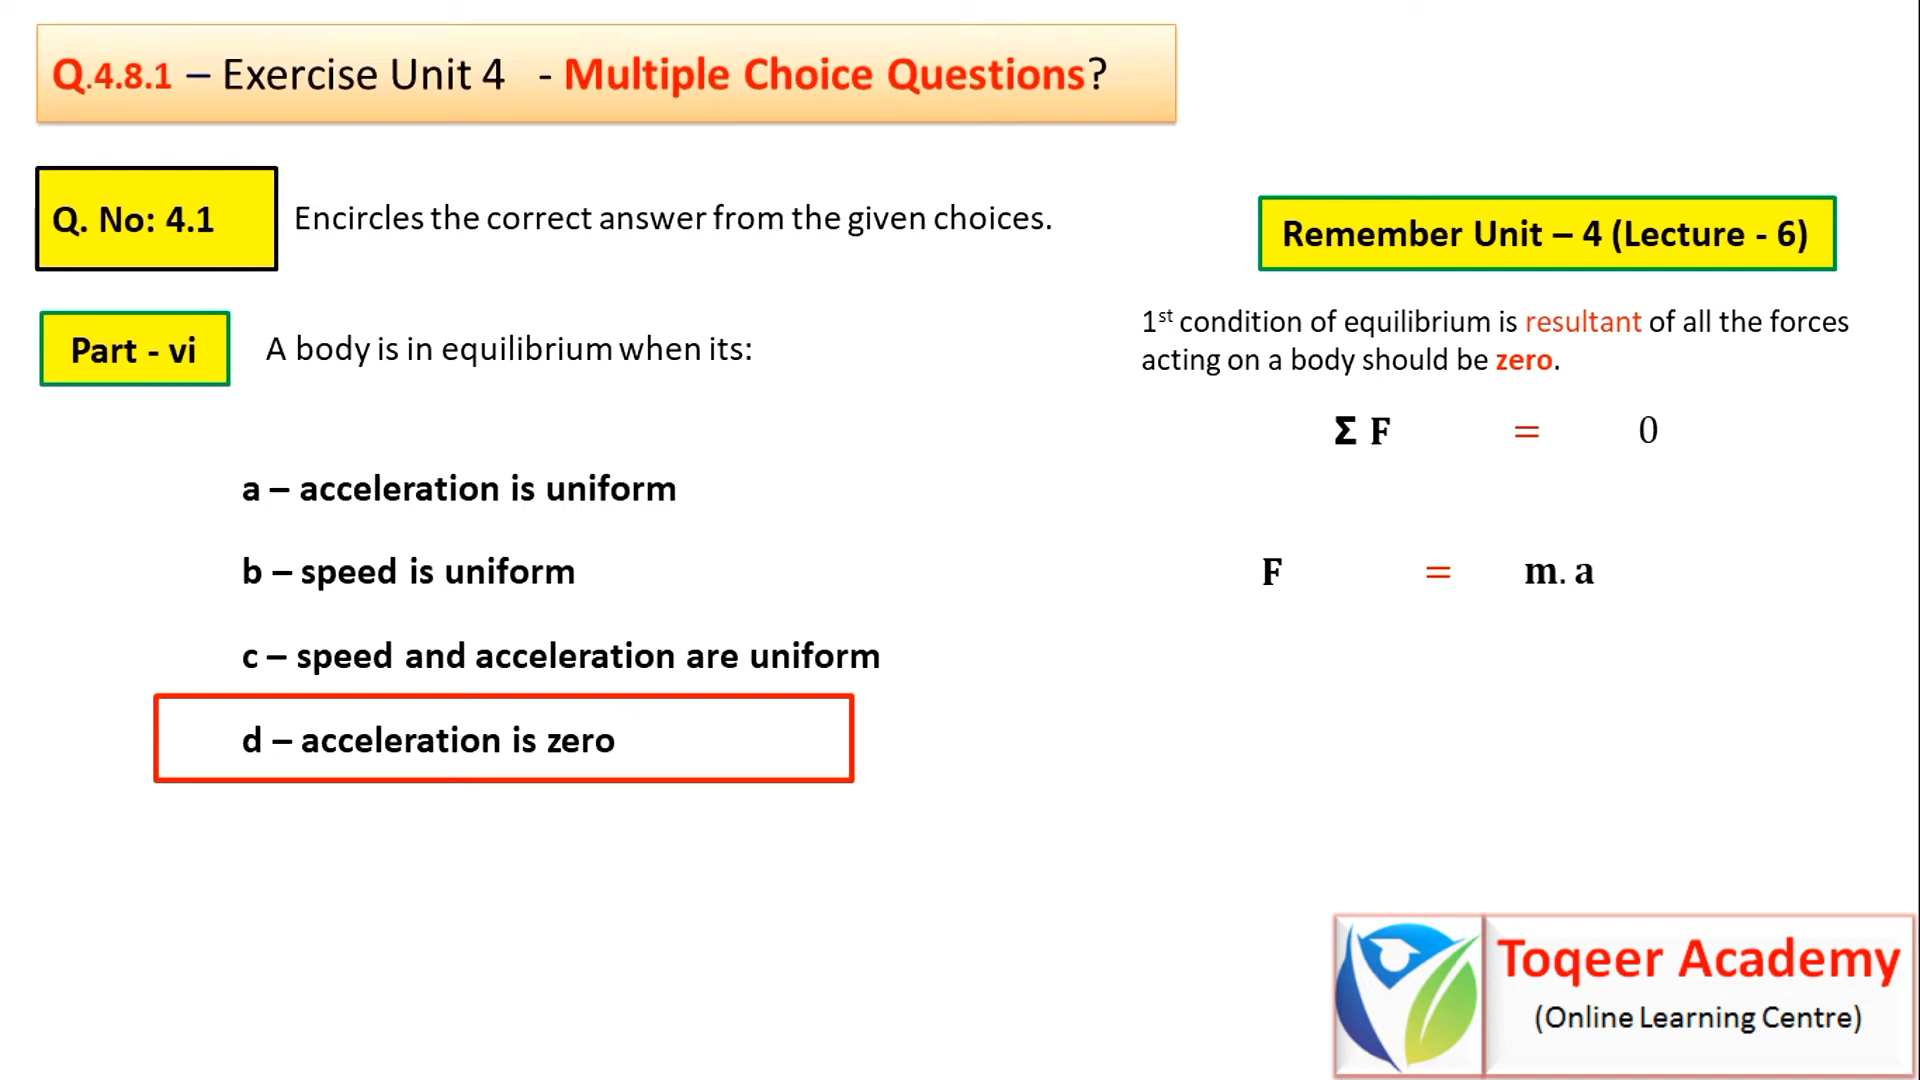 Q.4.8.1 – Exercise Unit 4 - Multiple Choice Questions?
Q. No: 4.1
Encircles the correct answer from the given choices.
Remember Unit – 4 (Lecture - 6)
Part - vi
A body is in equilibrium when its:
1st condition of equilibrium is resultant of all the forces
acting on a body should be zero.
Σ F = 0
a – acceleration is uniform
b – speed is uniform
F = m. a
c – speed and acceleration are uniform
d – acceleration is zero
Toqeer Academy
(Online Learning Centre)